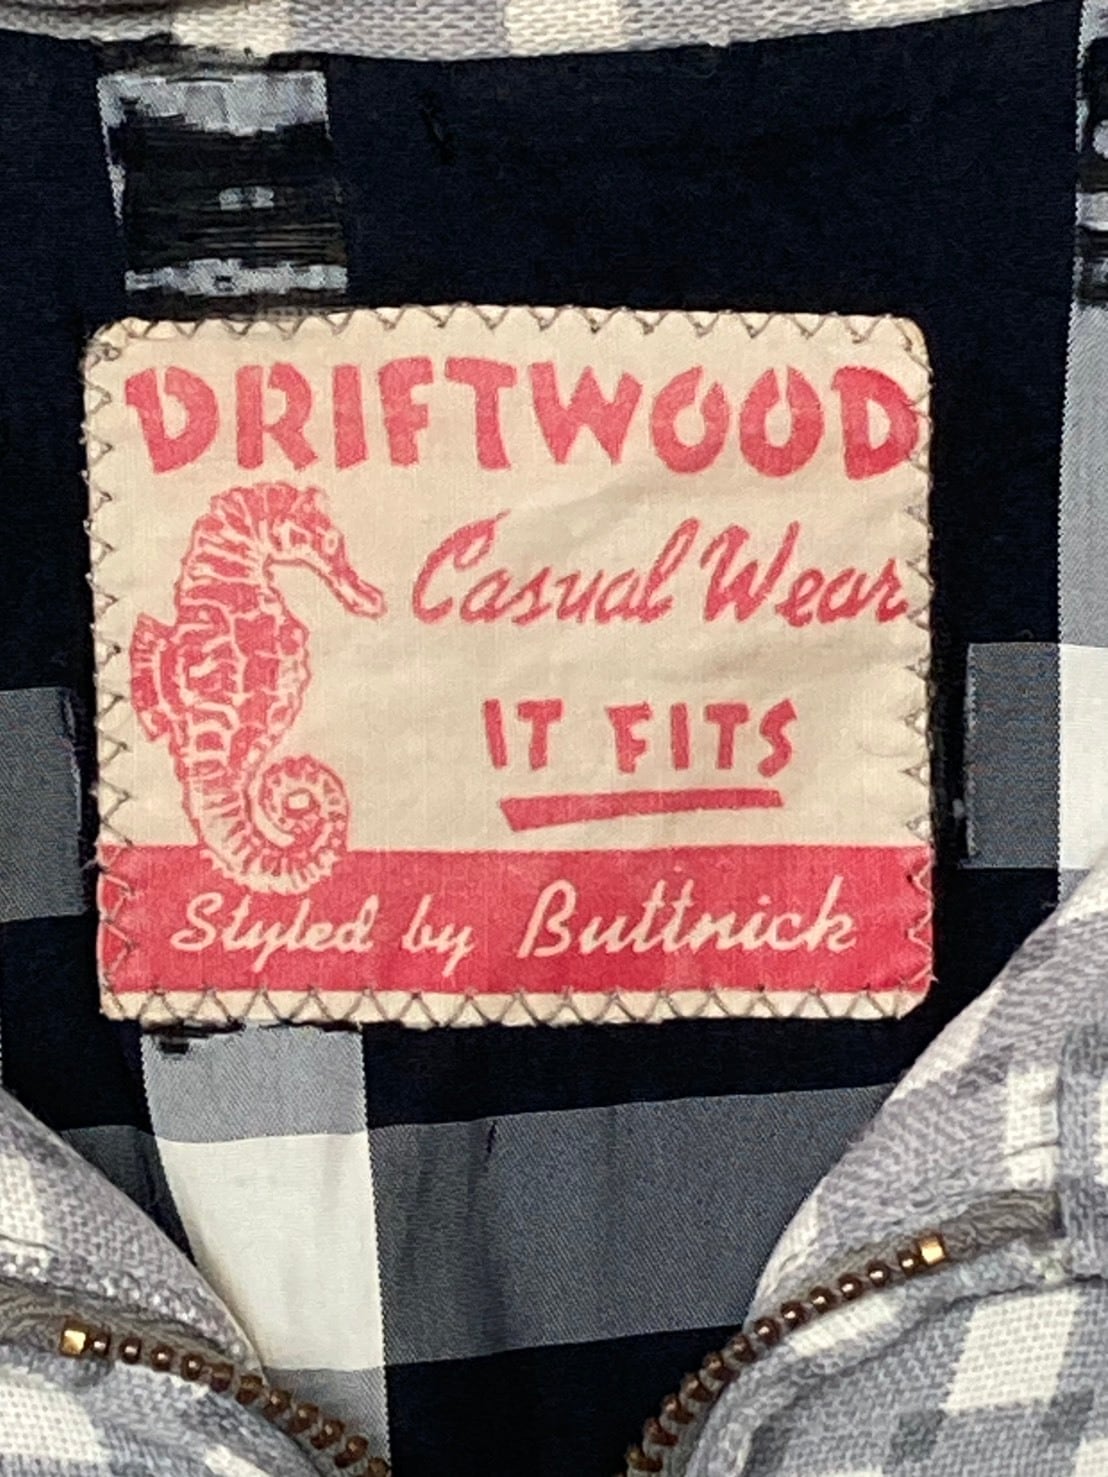 DRIFTWOOD
Casual Wear
IT FITS
Styled by Buttnick